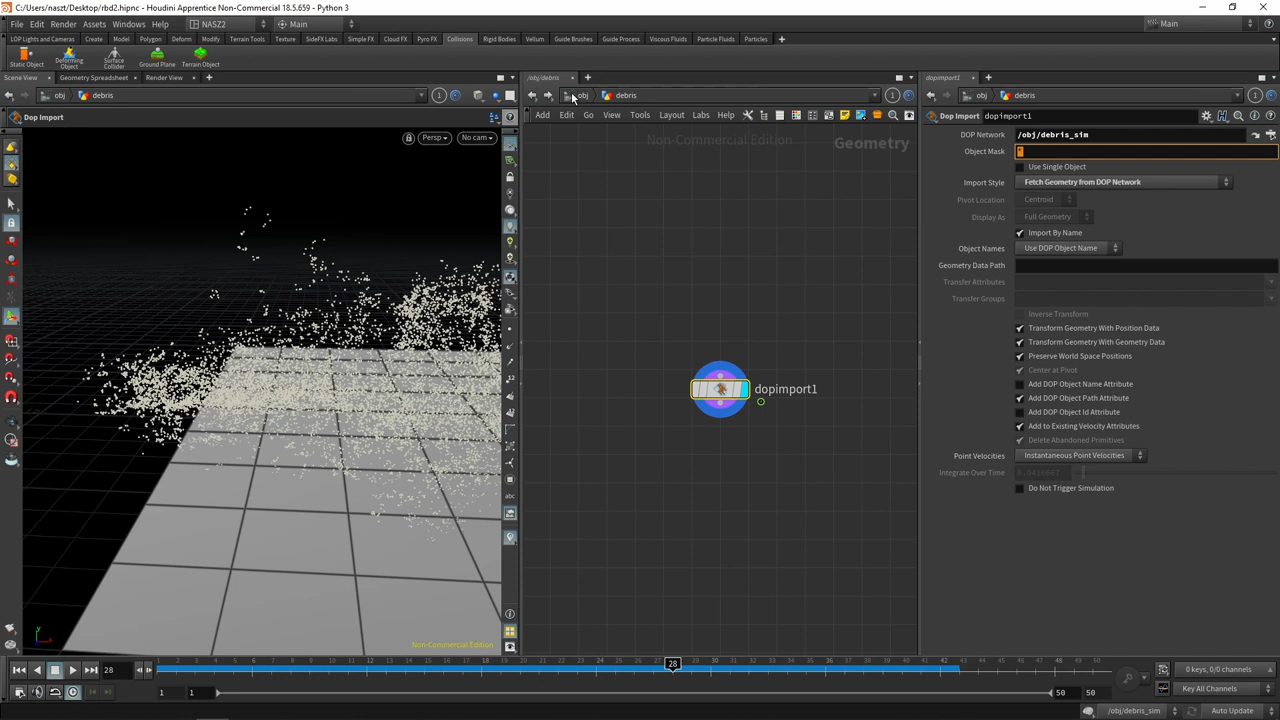 C:/Users/naszt/Desktop/rbd2.hipnc - Houdini Apprentice Non-Commercial 18.5.659 - Python 3
File Edit Render Assets Windows Help NASZ2 Main Main
LOP Lights and Cameras Create Model Polygon Deform Modify Terrain Tools Texture SideFX Labs Simple FX Cloud FX Pyro FX Collisions Rigid Bodies Vellum Guide Brushes Guide Process Viscous Fluids Particle Fluids Particles
Static Object Deforming Object Surface Collider Ground Plane Terrain Object
Scene View Geometry Spreadsheet Render View
obj debris
Dop Import
Persp No cam
Non-Commercial Edition
/obj/debris
obj debris
Add Edit Go View Tools Layout Labs Help
Non-Commercial Edition
Geometry
dopimport1
dopimport1
obj debris
Dop Import dopimport1
DOP Network /obj/debris_sim
Object Mask *
Use Single Object
Import Style Fetch Geometry from DOP Network
Pivot Location Centroid
Display As Full Geometry
Import By Name
Object Names Use DOP Object Name
Geometry Data Path
Transfer Attributes
Transfer Groups
Inverse Transform
Transform Geometry With Position Data
Transform Geometry With Geometry Data
Preserve World Space Positions
Center at Pivot
Add DOP Object Name Attribute
Add DOP Object Path Attribute
Add DOP Object Id Attribute
Add to Existing Velocity Attributes
Delete Abandoned Primitives
Point Velocities Instantaneous Point Velocities
Integrate Over Time 0.0416667
Do Not Trigger Simulation
28
28
1 1 50 50
0 keys, 0/0 channels
Key All Channels
/obj/debris_sim Auto Update